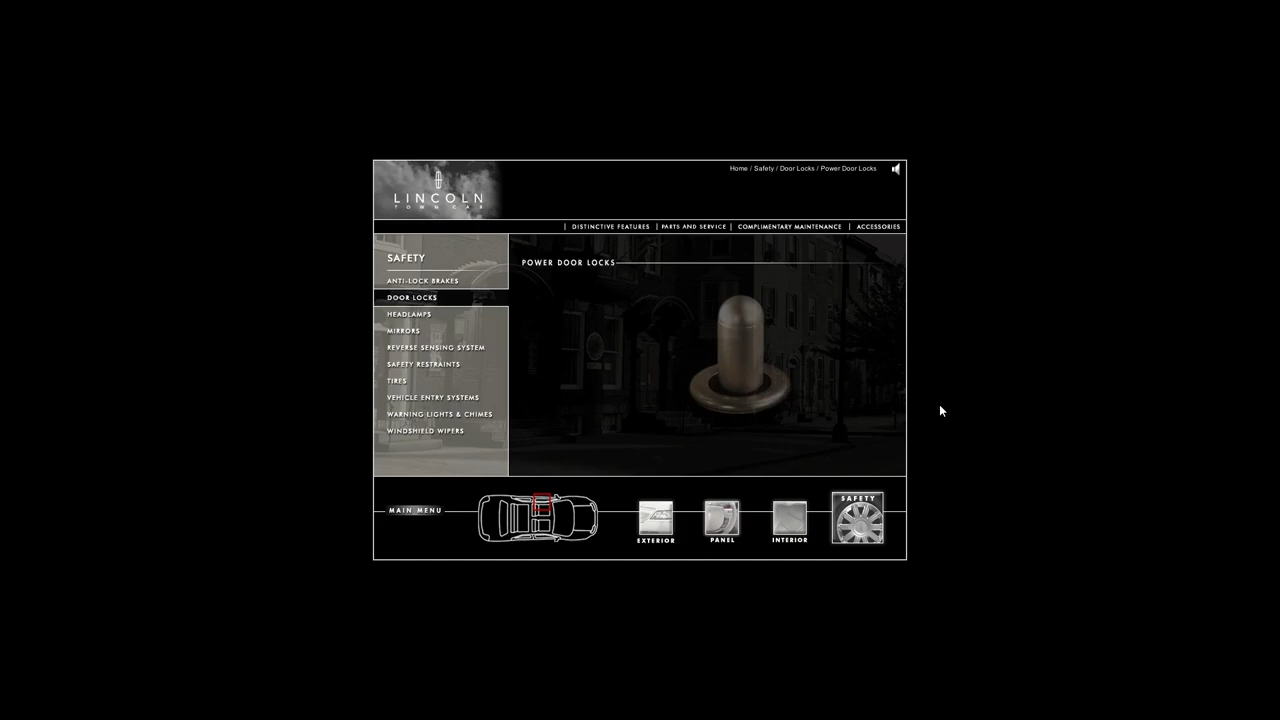 Home / Safety / Door Locks / Power Door Locks
LINCOLN
TOWN CAR
| DISTINCTIVE FEATURES | PARTS AND SERVICE | COMPLIMENTARY MAINTENANCE | ACCESSORIES
SAFETY
ANTI-LOCK BRAKES
DOOR LOCKS
HEADLAMPS
MIRRORS
REVERSE SENSING SYSTEM
SAFETY RESTRAINTS
TIRES
VEHICLE ENTRY SYSTEMS
WARNING LIGHTS & CHIMES
WINDSHIELD WIPERS
POWER DOOR LOCKS
MAIN MENU
EXTERIOR
PANEL
INTERIOR
SAFETY